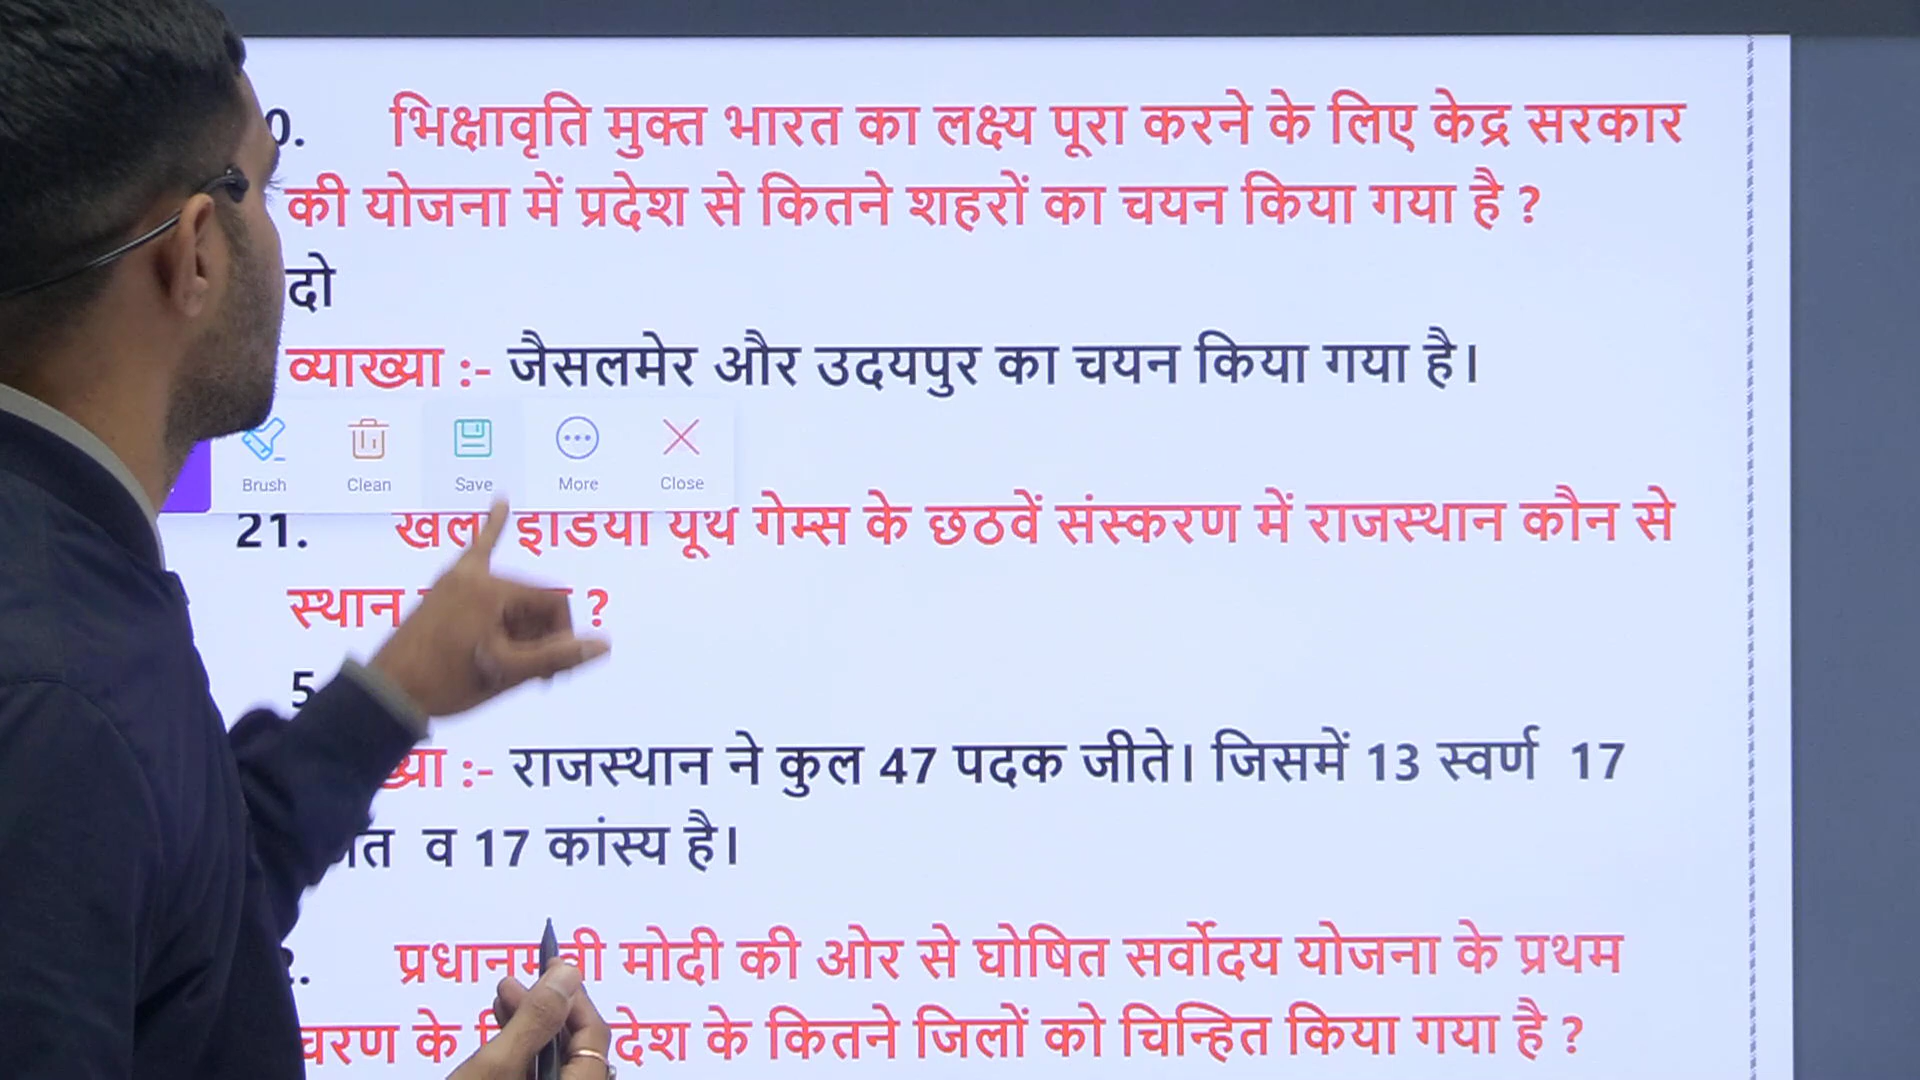 0. भिक्षावृति मुक्त भारत का लक्ष्य पूरा करने के लिए केद्र सरकार
की योजना में प्रदेश से कितने शहरों का चयन किया गया है ?
दो
व्याख्या :- जैसलमेर और उदयपुर का चयन किया गया है।
Brush Clean Save More Close
21. खेलो इंडिया यूथ गेम्स के छठवें संस्करण में राजस्थान कौन से
स्थान ?
5
ख्या :- राजस्थान ने कुल 47 पदक जीते। जिसमें 13 स्वर्ण 17
व 17 कांस्य है।
प्रधानमंत्री मोदी की ओर से घोषित सर्वोदय योजना के प्रथम
चरण के देश के कितने जिलों को चिन्हित किया गया है ?